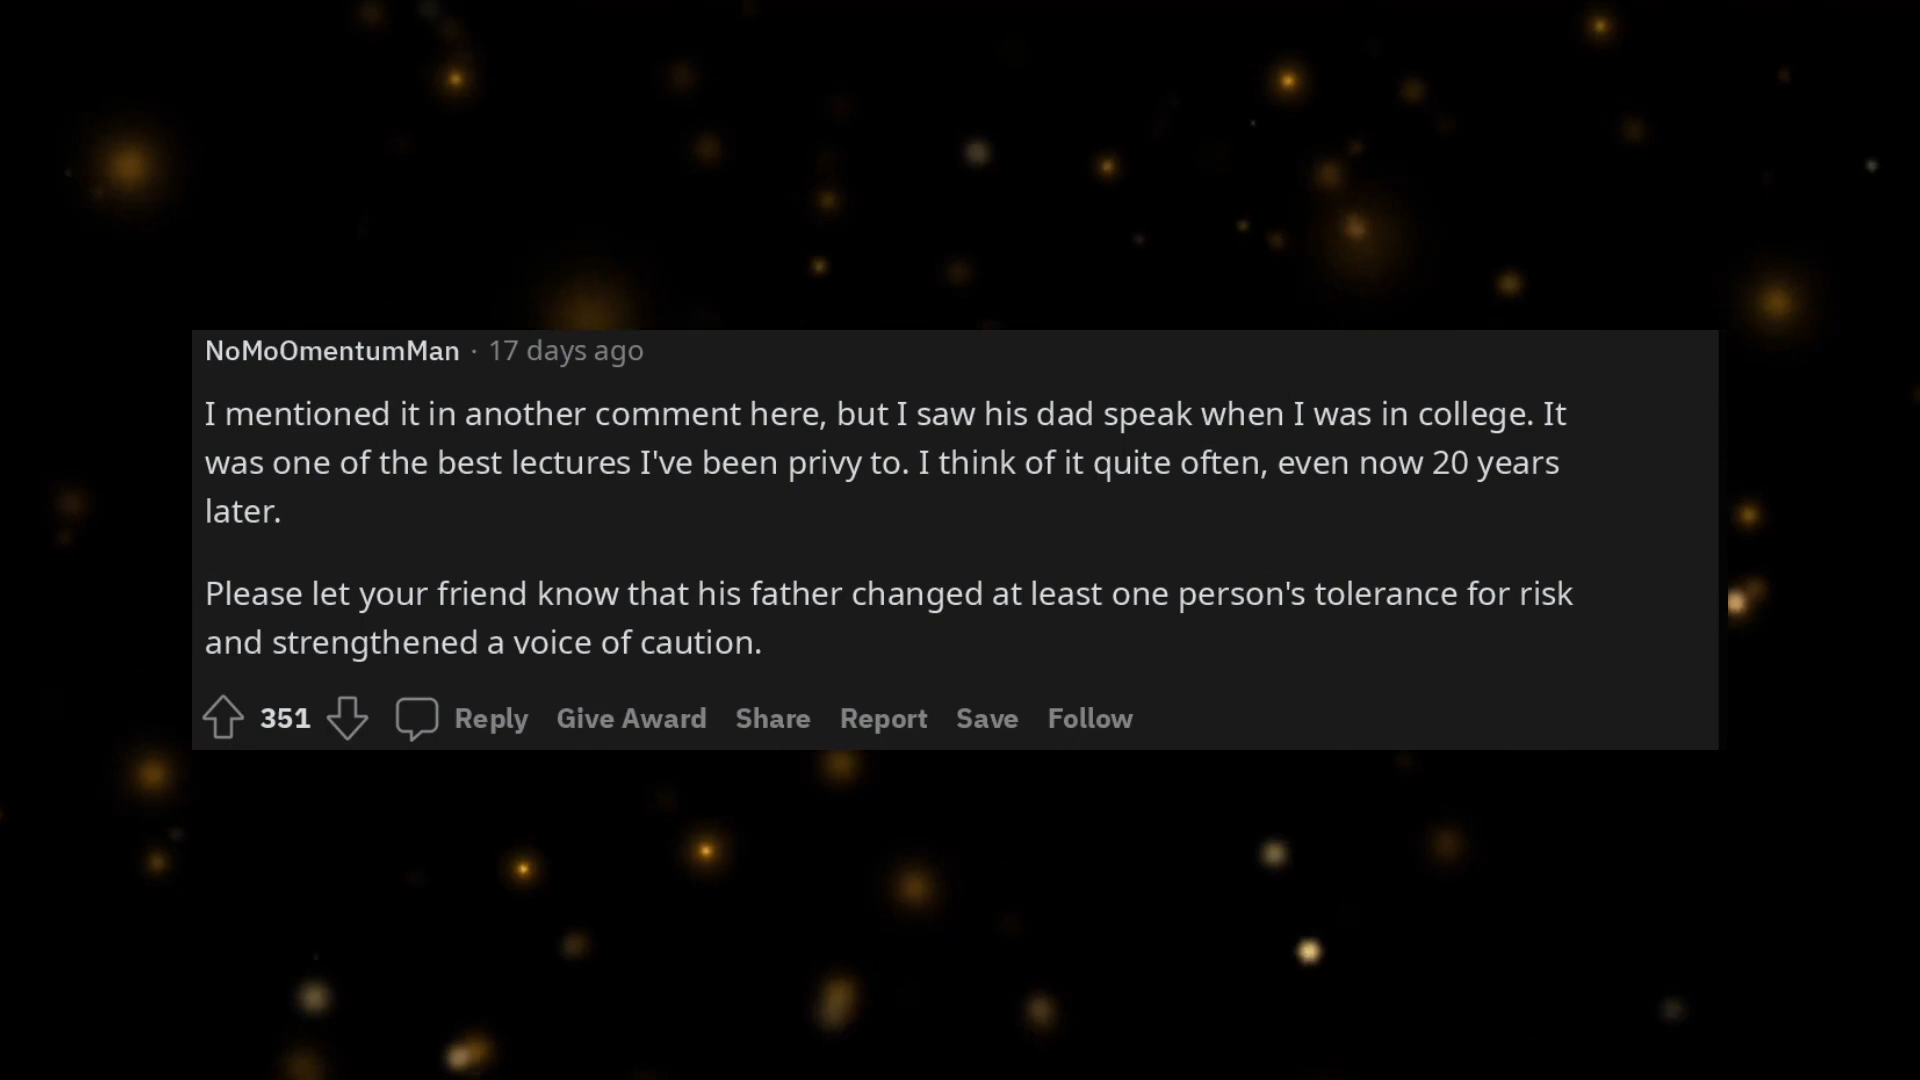 NoMoOmentumMan · 17 days ago
I mentioned it in another comment here, but I saw his dad speak when I was in college. It
was one of the best lectures I've been privy to. I think of it quite often, even now 20 years
later.
Please let your friend know that his father changed at least one person's tolerance for risk
and strengthened a voice of caution.
351 Reply Give Award Share Report Save Follow